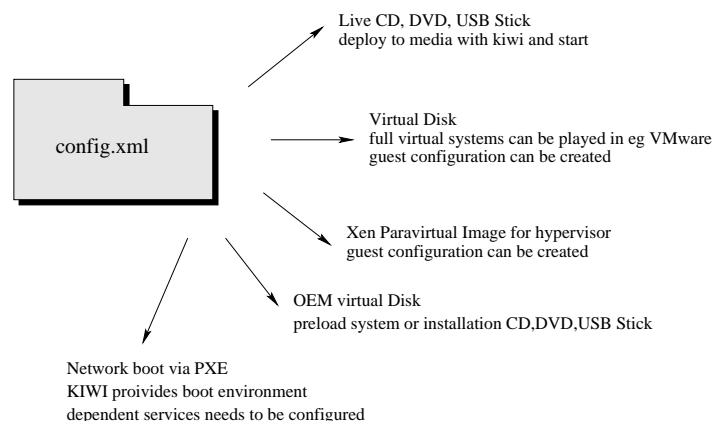 Live CD, DVD, USB Stick
deploy to media with kiwi and start
config.xml
Virtual Disk
full virtual systems can be played in eg VMware
guest configuration can be created
Xen Paravirtual Image for hypervisor
guest configuration can be created
OEM virtual Disk
preload system or installation CD,DVD,USB Stick
Network boot via PXE
KIWI proivides boot environment
dependent services needs to be configured